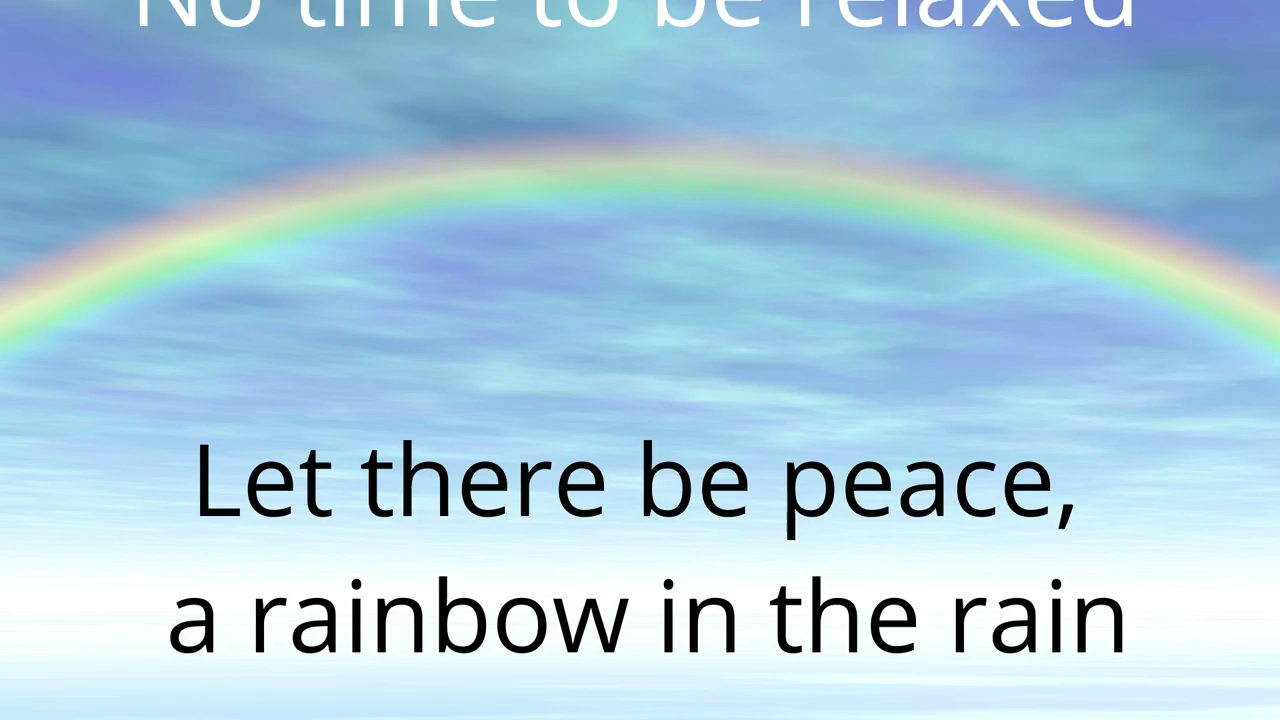 No time to be relaxed
Let there be peace,
a rainbow in the rain